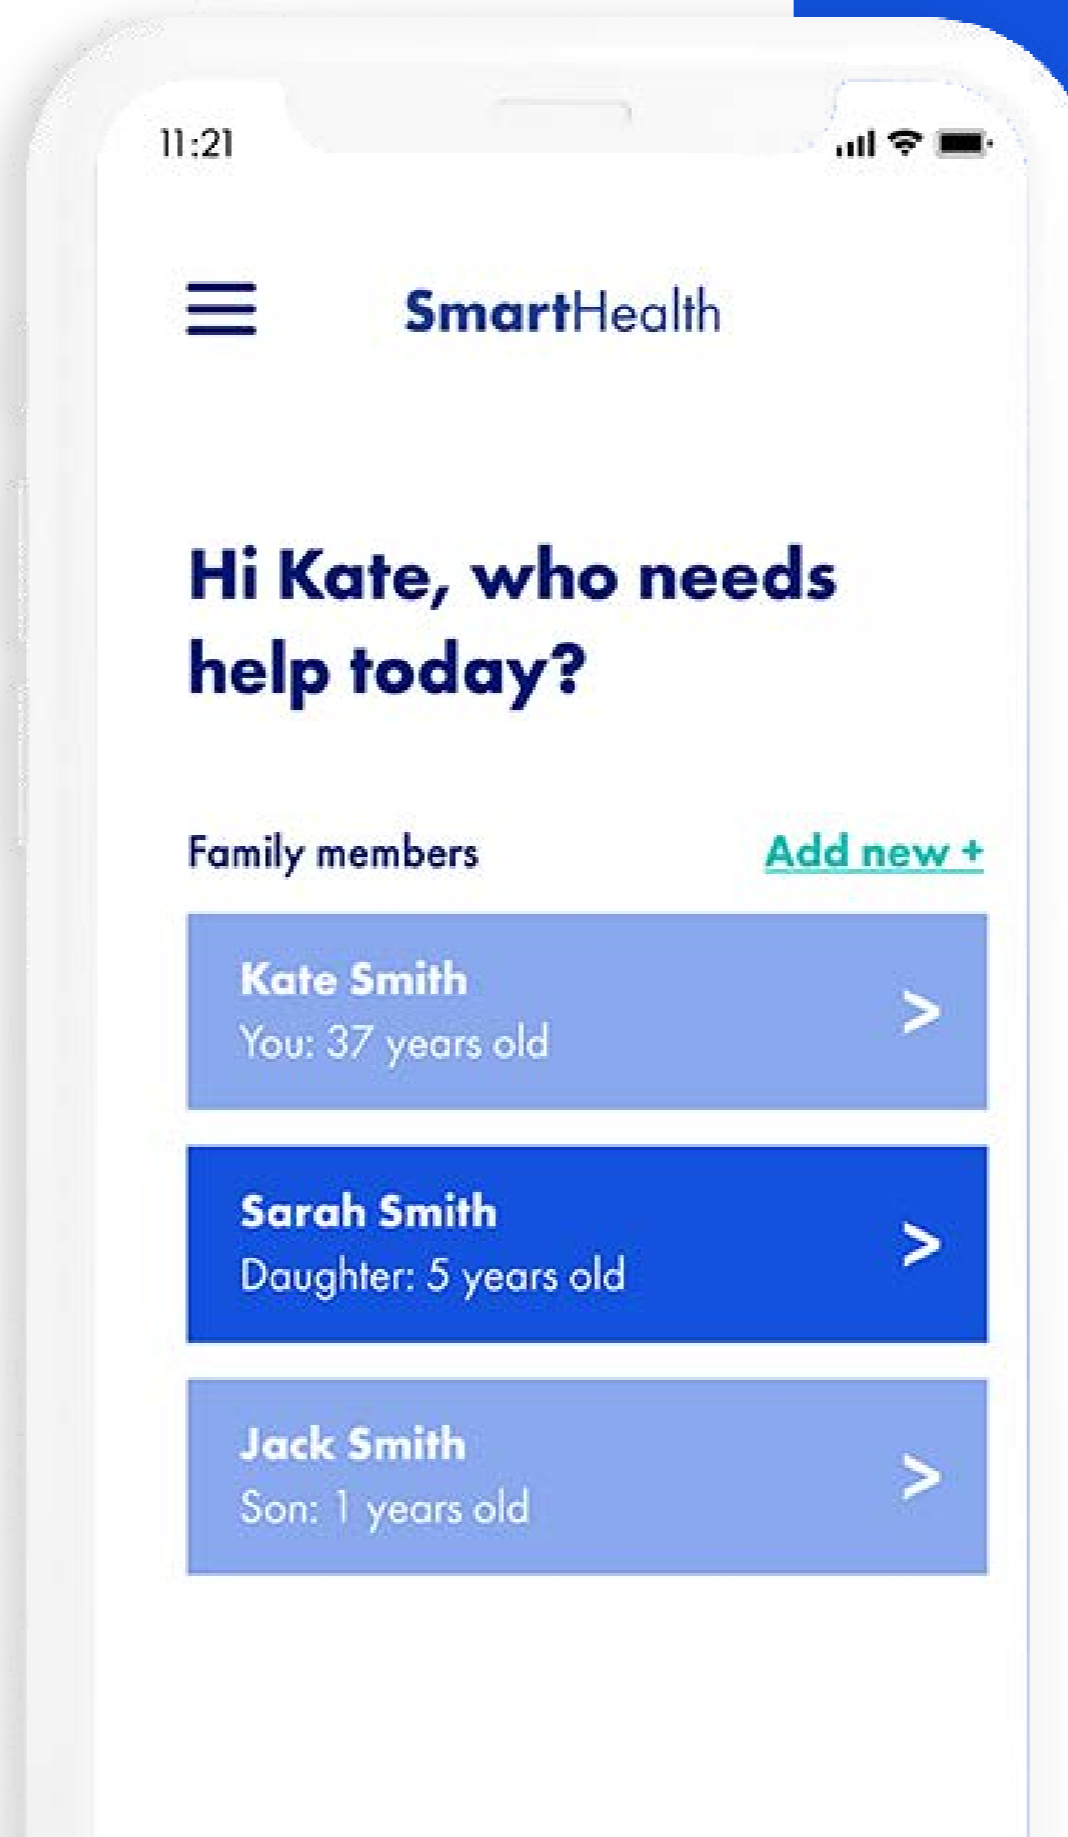 11:21
SmartHealth
Hi Kate, who needs
help today?
Family members
Add new +
Kate Smith
You: 37 years old
>
Sarah Smith
Daughter: 5 years old
>
Jack Smith
Son: 1 years old
>